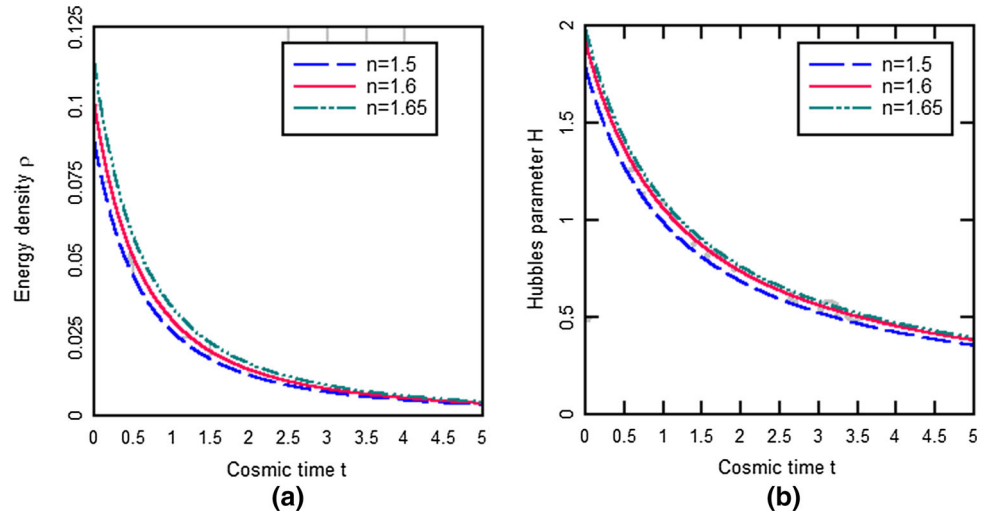 Energy density ρ
0.125
0.1
0.075
0.05
0.025
0
n=1.5
n=1.6
n=1.65
0 0.5 1 1.5 2 2.5 3 3.5 4 4.5 5
Cosmic time t
(a)
Hubbles parameter H
2
1.5
1
0.5
0
n=1.5
n=1.6
n=1.65
0 0.5 1 1.5 2 2.5 3 3.5 4 4.5 5
Cosmic time t
(b)